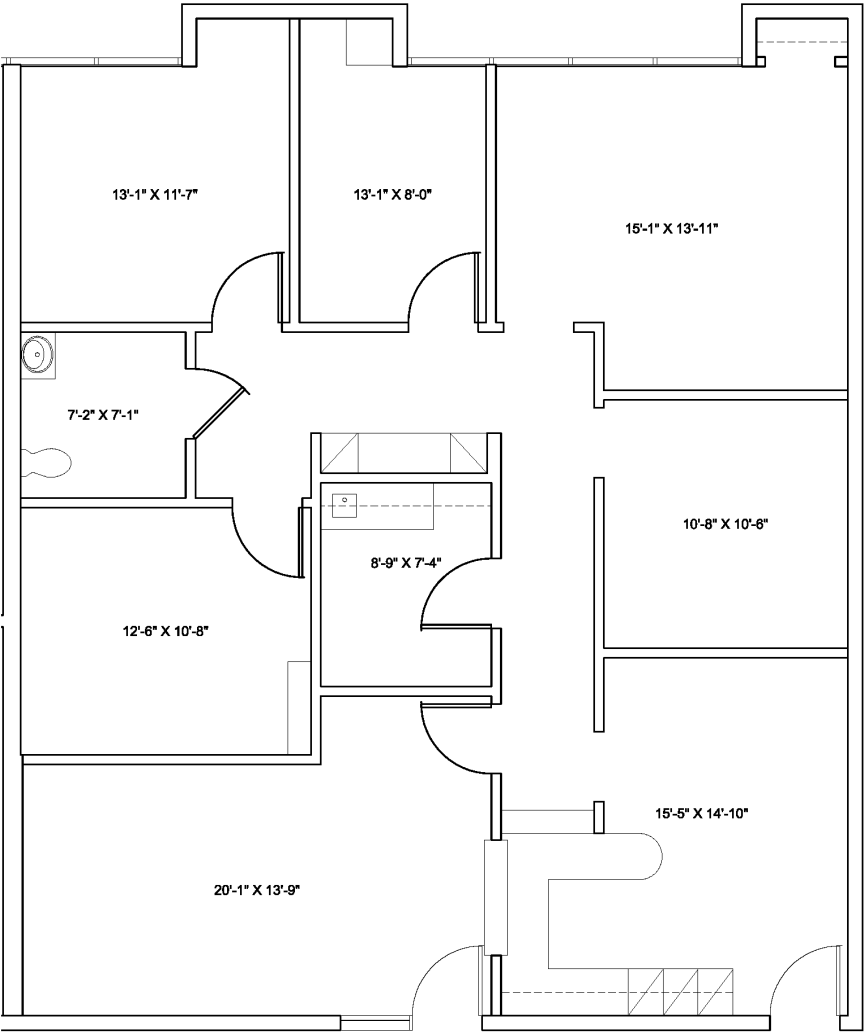 13'-1" X 11'-7"
13'-1" X 8'-0"
15'-1" X 13'-11"
7'-2" X 7'-1"
10'-8" X 10'-6"
8'-9" X 7'-4"
12'-6" X 10'-8"
15'-5" X 14'-10"
20'-1" X 13'-9"